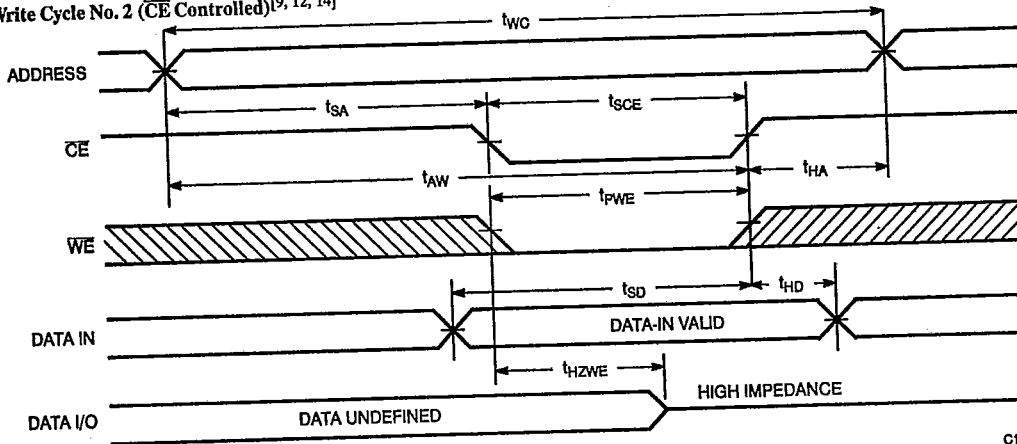 Write Cycle No. 2 (CE Controlled)[9, 12, 14]
tWC
ADDRESS
tSA
tSCE
CE
tAW
tHA
tPWE
WE
tSD
tHD
DATA IN
DATA-IN VALID
tHZWE
HIGH IMPEDANCE
DATA I/O
DATA UNDEFINED